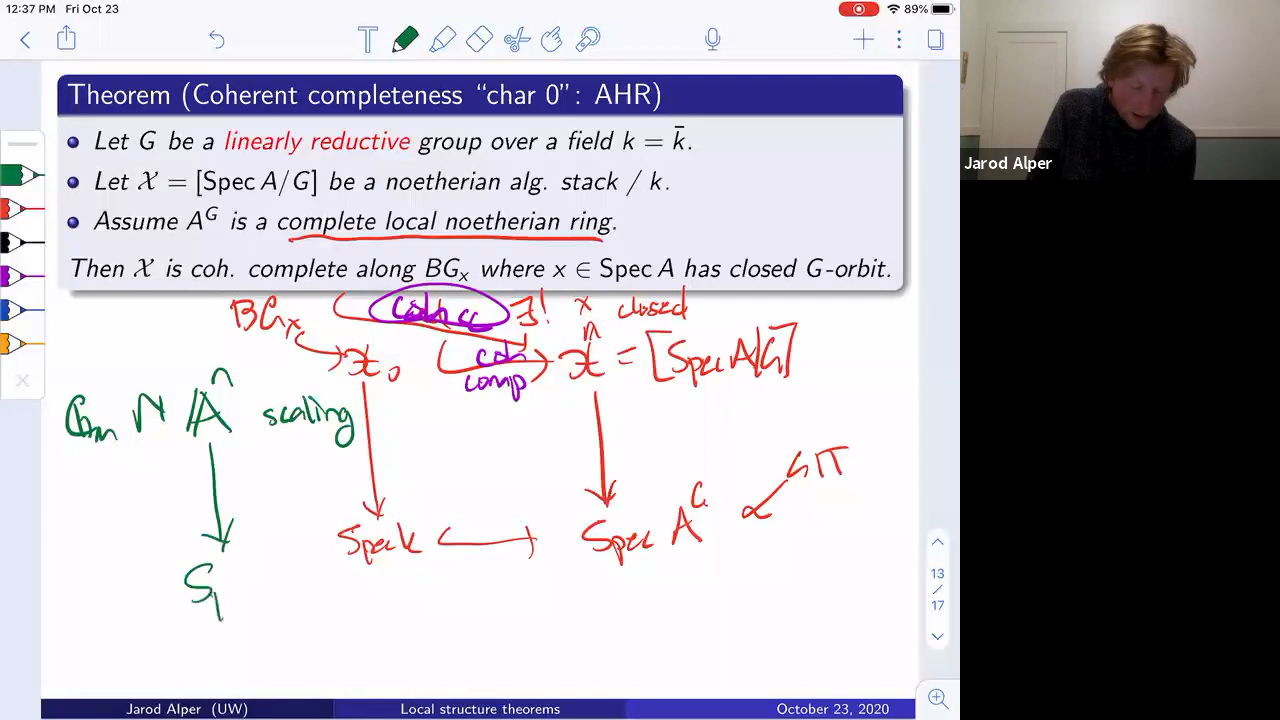 12:37 PM Fri Oct 23
89%
Theorem (Coherent completeness “char 0”: AHR)
Let G be a linearly reductive group over a field k = k̄.
Let 𝒳 = [Spec A/G] be a noetherian alg. stack / k.
Assume A^G is a complete local noetherian ring.
Then 𝒳 is coh. complete along BG_x where x ∈ Spec A has closed G-orbit.
BG_x ∃! x closed
𝒳_0 coh comp 𝒳 = [Spec A/G]
G_m A^n scaling
GIT
Spec k Spec A^G
S
Jarod Alper
13
/
17
Jarod Alper (UW) Local structure theorems October 23, 2020